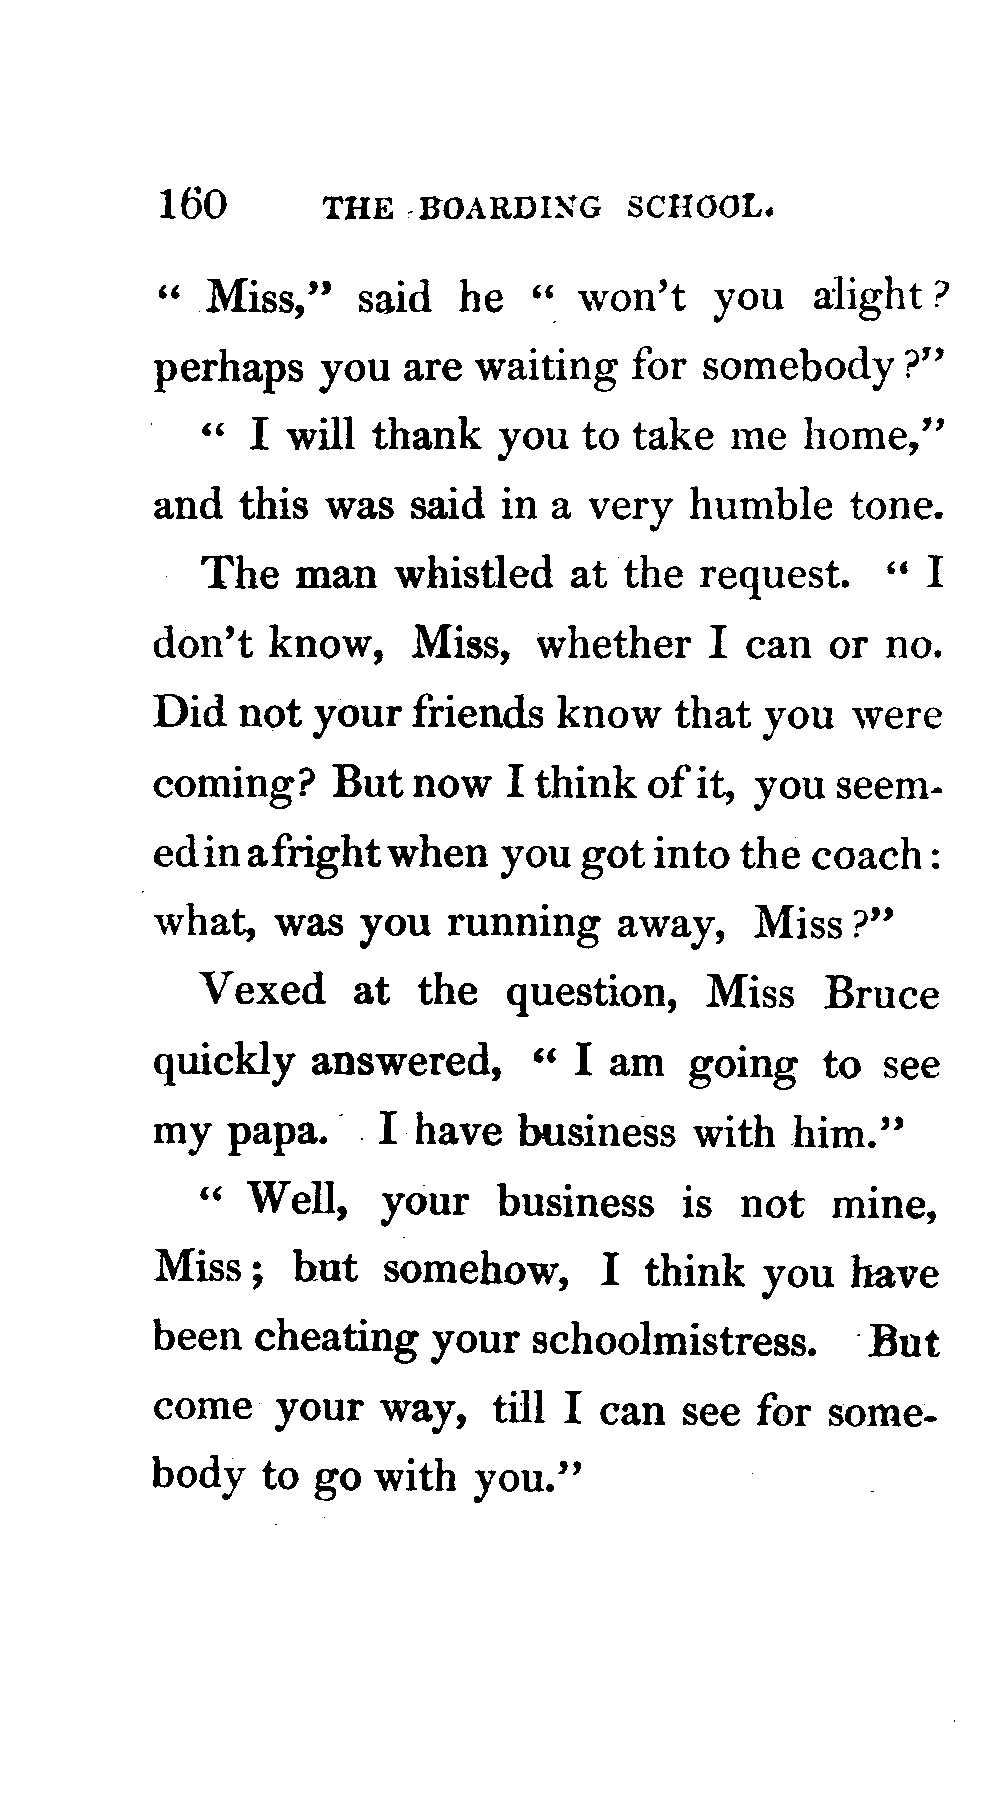 160 THE BOARDING SCHOOL.
“ Miss,” said he “ won’t you alight ?
perhaps you are waiting for somebody ?”
“ I will thank you to take me home,”
and this was said in a very humble tone.
The man whistled at the request. “ I
don’t know, Miss, whether I can or no.
Did not your friends know that you were
coming? But now I think of it, you seem-
ed in a fright when you got into the coach :
what, was you running away, Miss ?”
Vexed at the question, Miss Bruce
quickly answered, “ I am going to see
my papa. I have business with him.”
“ Well, your business is not mine,
Miss ; but somehow, I think you have
been cheating your schoolmistress. But
come your way, till I can see for some-
body to go with you.”